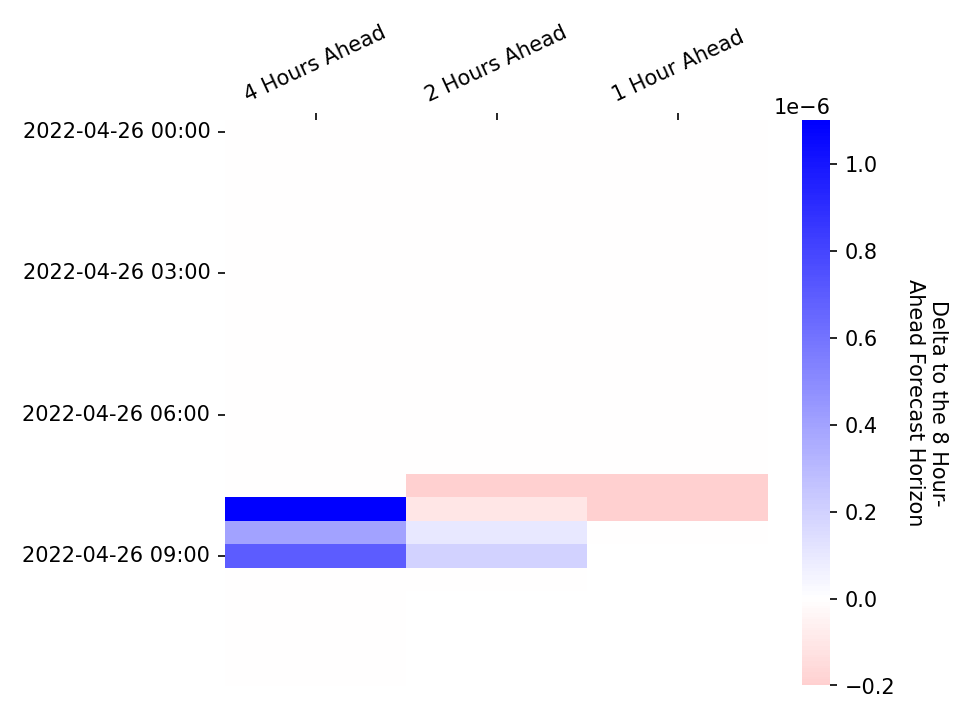 4 Hours Ahead
2 Hours Ahead
1 Hour Ahead
1e−6
2022-04-26 00:00
2022-04-26 03:00
2022-04-26 06:00
2022-04-26 09:00
1.0
0.8
0.6
0.4
0.2
0.0
−0.2
Delta to the 8 Hour-
Ahead Forecast Horizon